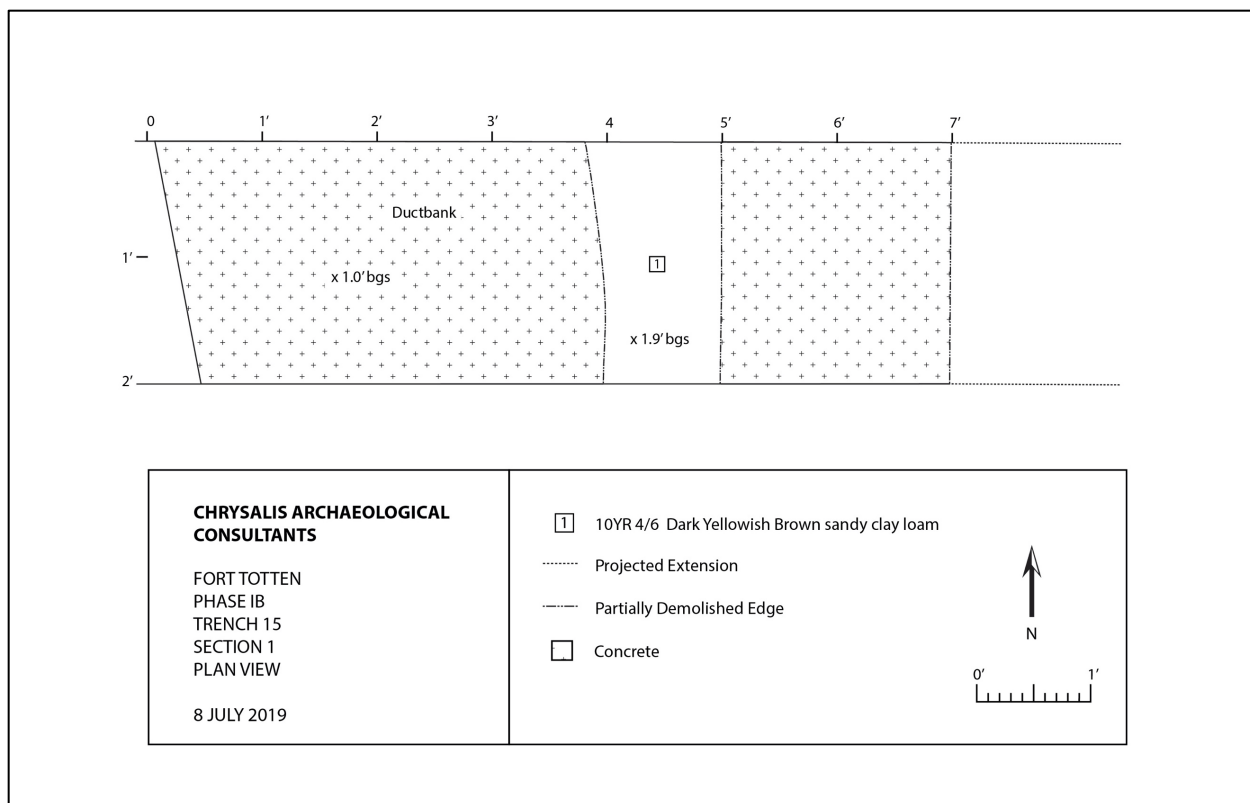 0 1’ 2’ 3’ 4 5’ 6’ 7’
Ductbank
1’
1
x 1.0’ bgs
x 1.9’ bgs
2’
CHRYSALIS ARCHAEOLOGICAL
CONSULTANTS
FORT TOTTEN
PHASE IB
TRENCH 15
SECTION 1
PLAN VIEW
8 JULY 2019
1 10YR 4/6 Dark Yellowish Brown sandy clay loam
Projected Extension
Partially Demolished Edge
Concrete
N
0’ 1’